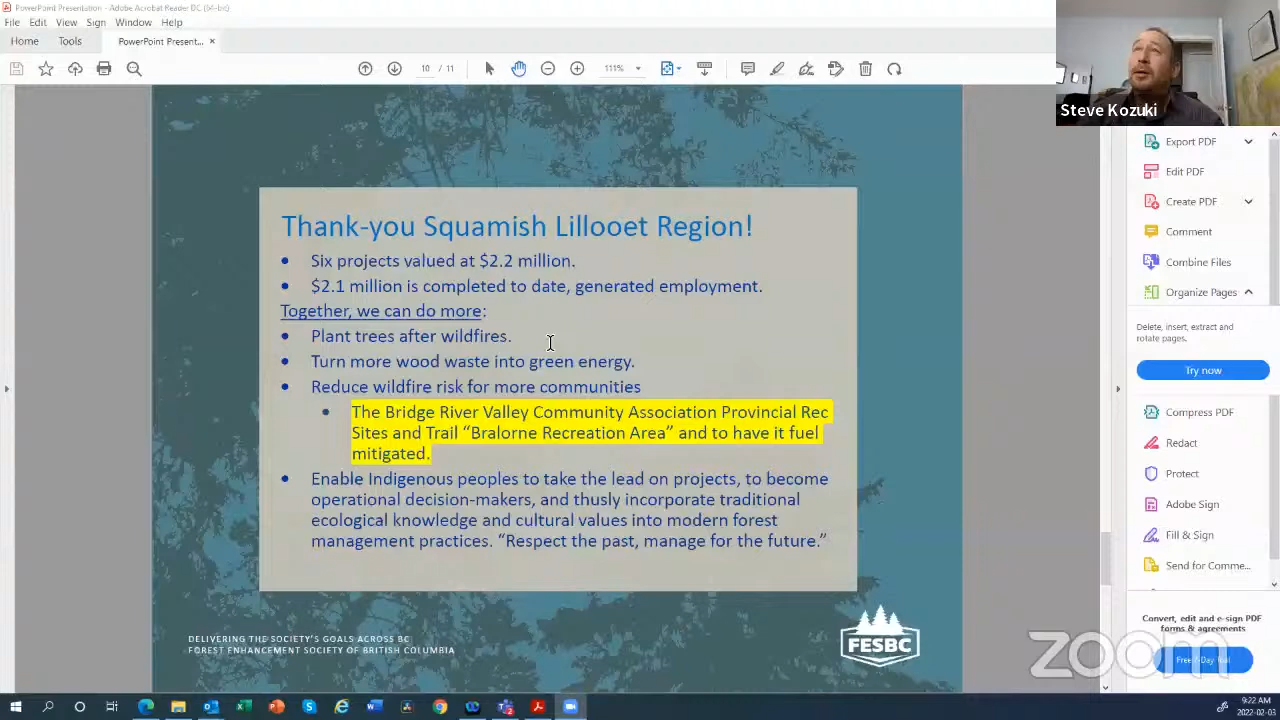 PowerPoint Presentation - Adobe Acrobat Reader DC (64-bit)
File Edit View Sign Window Help
Home Tools PowerPoint Present... ×
10 / 11 111%
Steve Kozuki
Export PDF
Edit PDF
Create PDF
Comment
Combine Files
Organize Pages
Delete, insert, extract and
rotate pages.
Try now
Compress PDF
Redact
Protect
Adobe Sign
Fill & Sign
Send for Comme...
Convert, edit and e-sign PDF
forms & agreements
Free 7-Day Trial
Thank-you Squamish Lillooet Region!
• Six projects valued at $2.2 million.
• $2.1 million is completed to date, generated employment.
Together, we can do more:
• Plant trees after wildfires.
• Turn more wood waste into green energy.
• Reduce wildfire risk for more communities
• The Bridge River Valley Community Association Provincial Rec
Sites and Trail “Bralorne Recreation Area” and to have it fuel
mitigated.
• Enable Indigenous peoples to take the lead on projects, to become
operational decision-makers, and thusly incorporate traditional
ecological knowledge and cultural values into modern forest
management practices. “Respect the past, manage for the future.”
DELIVERING THE SOCIETY'S GOALS ACROSS BC
FOREST ENHANCEMENT SOCIETY OF BRITISH COLUMBIA
FESBC
zoom
9:22 AM
2022-02-03